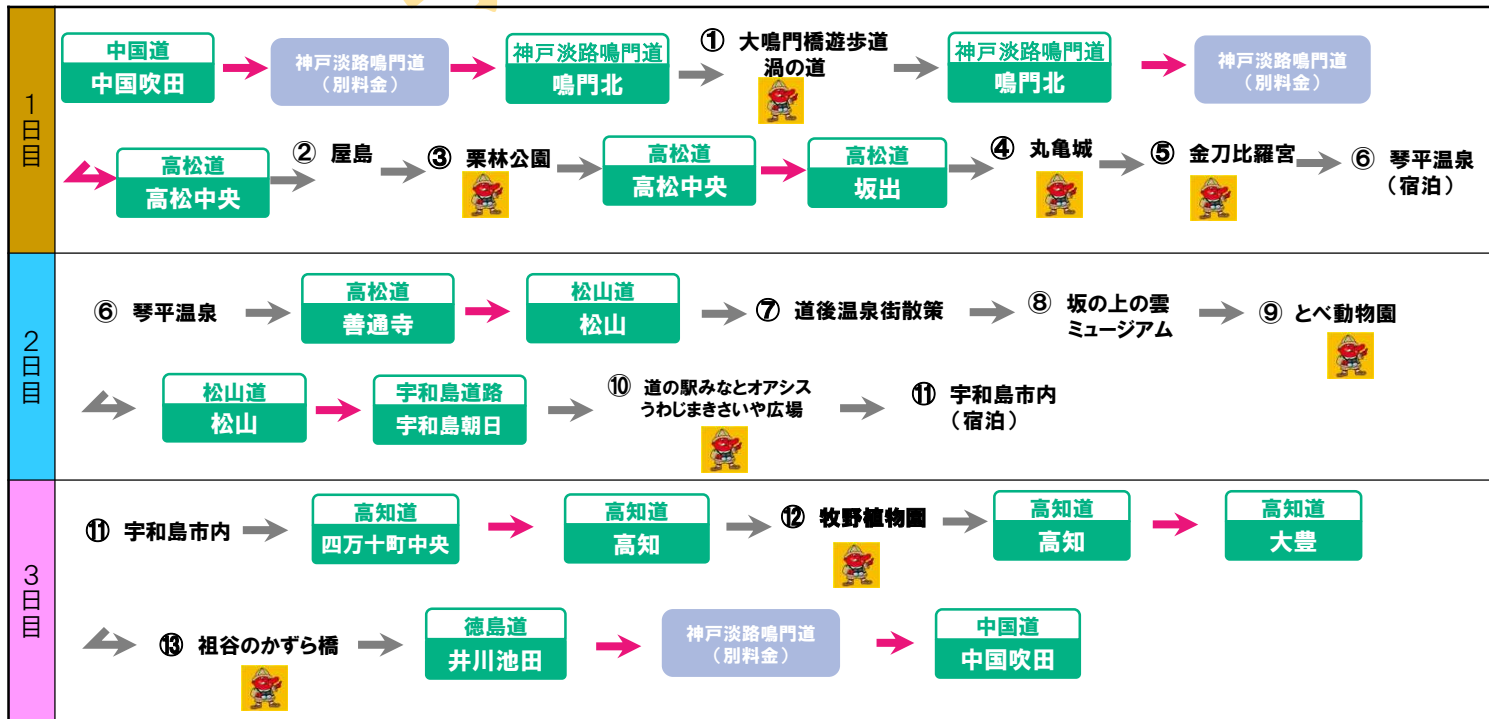 1日目
中国道
中国吹田
神戸淡路鳴門道
（別料金）
神戸淡路鳴門道
鳴門北
① 大鳴門橋遊歩道
渦の道
神戸淡路鳴門道
鳴門北
神戸淡路鳴門道
（別料金）
高松道
高松中央
② 屋島
③ 栗林公園
高松道
高松中央
高松道
坂出
④ 丸亀城
⑤ 金刀比羅宮
⑥ 琴平温泉
（宿泊）
2日目
⑥ 琴平温泉
高松道
善通寺
松山道
松山
⑦ 道後温泉街散策
⑧ 坂の上の雲
ミュージアム
⑨ とべ動物園
松山道
松山
宇和島道路
宇和島朝日
⑩ 道の駅みなとオアシス
うわじまきさいや広場
⑪ 宇和島市内
（宿泊）
3日目
⑪ 宇和島市内
高知道
四万十町中央
高知道
高知
⑫ 牧野植物園
高知道
高知
高知道
大豊
⑬ 祖谷のかずら橋
徳島道
井川池田
神戸淡路鳴門道
（別料金）
中国道
中国吹田